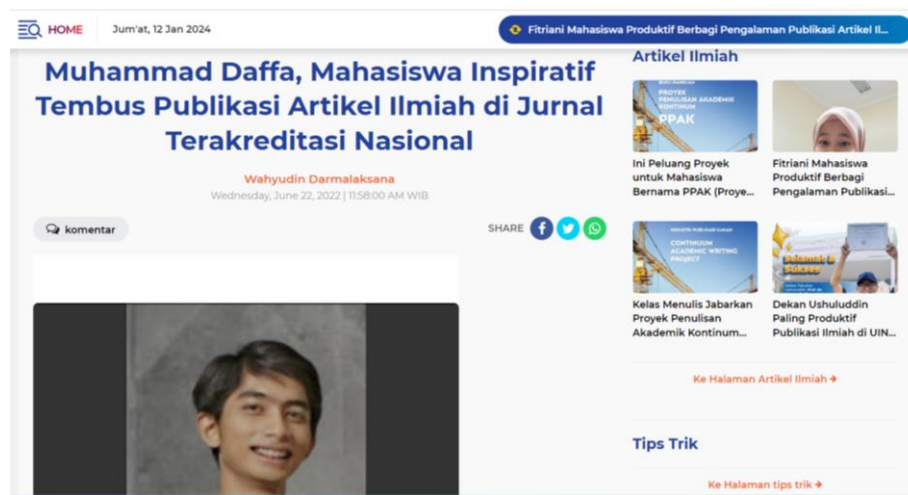 HOME
Jum'at, 12 Jan 2024
Fitriani Mahasiswa Produktif Berbagi Pengalaman Publikasi Artikel Il...
Muhammad Daffa, Mahasiswa Inspiratif
Tembus Publikasi Artikel Ilmiah di Jurnal
Terakreditasi Nasional
Wahyudin Darmalaksana
Wednesday, June 22, 2022 | 11:58:00 AM WIB
komentar
SHARE
Artikel Ilmiah
PROYEK
PENULISAN AKADEMIK
KONTINUM
PPAK
Ini Peluang Proyek
untuk Mahasiswa
Bernama PPAK (Proye...
Fitriani Mahasiswa
Produktif Berbagi
Pengalaman Publikasi...
CONTINUUM
ACADEMIC WRITING
PROJECT
Kelas Menulis Jabarkan
Proyek Penulisan
Akademik Kontinum...
Selamat &
Sukses
Dekan Ushuluddin
Paling Produktif
Publikasi Ilmiah di UIN...
Ke Halaman Artikel Ilmiah →
Tips Trik
Ke Halaman tips trik →